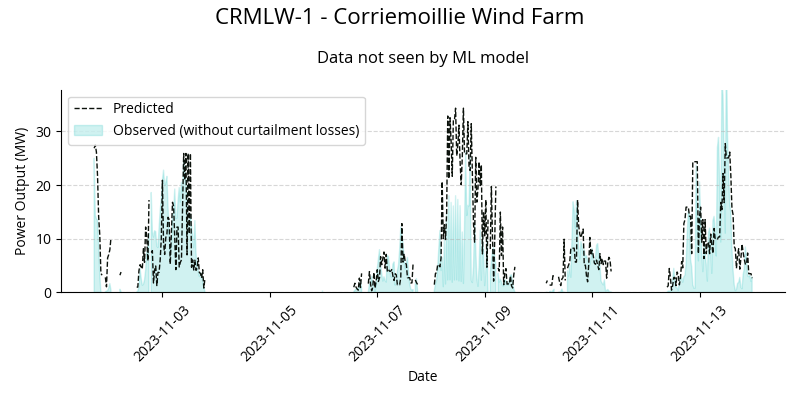 CRMLW-1 - Corriemoillie Wind Farm
Data not seen by ML model
Predicted
Observed (without curtailment losses)
Power Output (MW)
30
20
10
0
2023-11-03
2023-11-05
2023-11-07
2023-11-09
2023-11-11
2023-11-13
Date